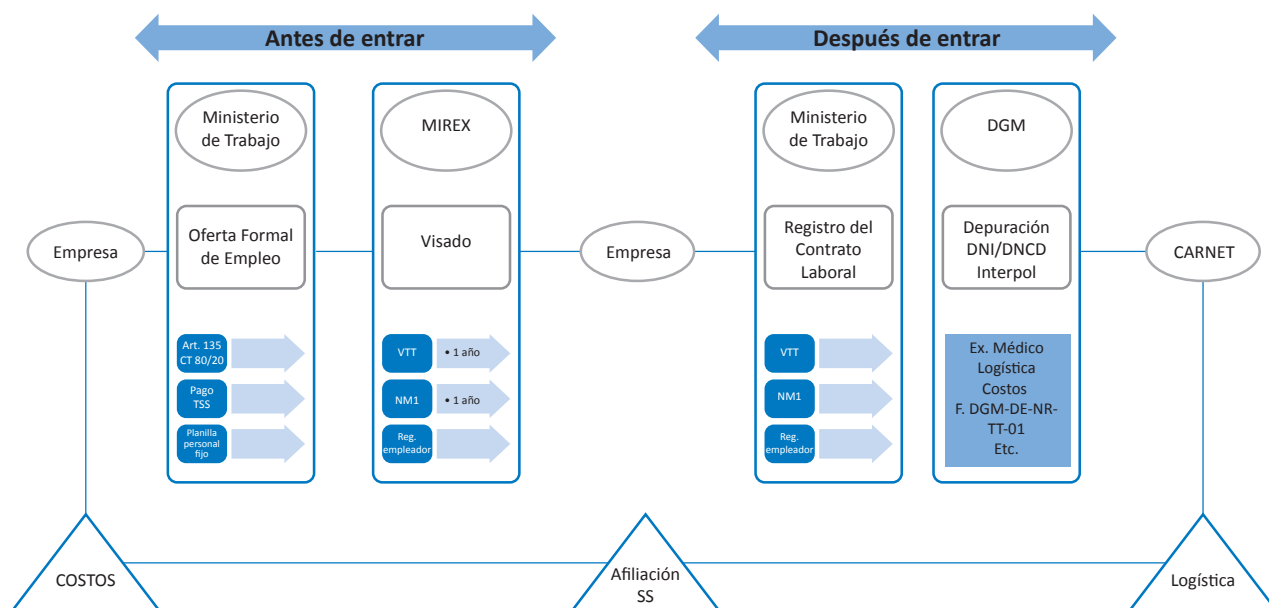 Antes de entrar
Después de entrar
Ministerio
de Trabajo
MIREX
Ministerio
de Trabajo
DGM
Empresa
Oferta Formal
de Empleo
Visado
Empresa
Registro del
Contrato
Laboral
Depuración
DNI/DNCD
Interpol
CARNET
Art. 135
CT 80/20
Pago
TSS
Planilla
personal
fijo
VTT
• 1 año
NM1
• 1 año
Reg.
empleador
VTT
NM1
Reg.
empleador
Ex. Médico
Logística
Costos
F. DGM-DE-NR-
TT-01
Etc.
COSTOS
Afiliación
SS
Logística